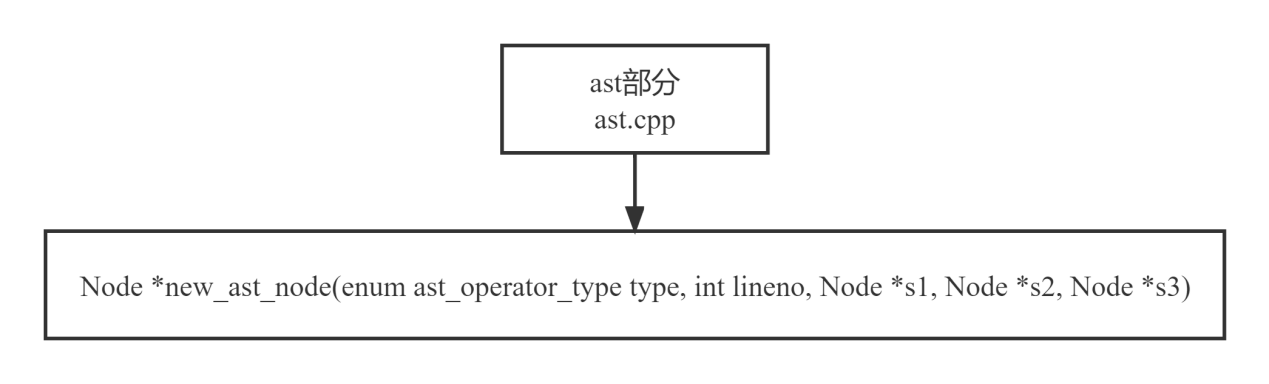 ast部分
ast.cpp
Node *new_ast_node(enum ast_operator_type type, int lineno, Node *s1, Node *s2, Node *s3)